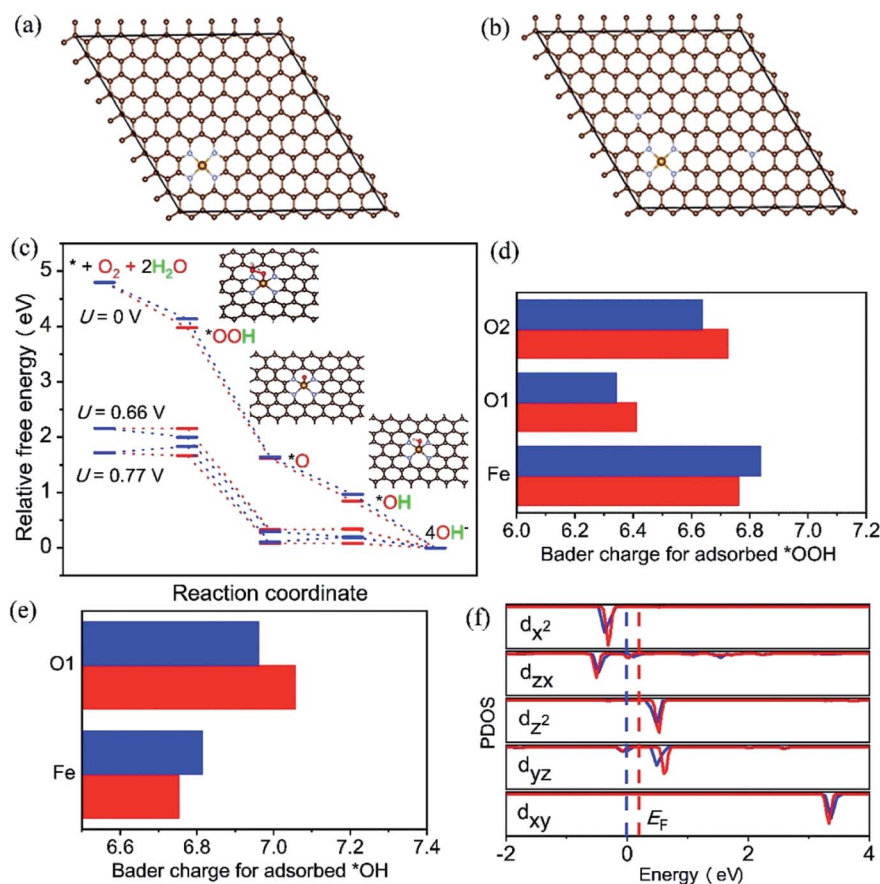 (a)
(b)
(c)
* + O₂ + 2H₂O
U = 0 V
*OOH
U = 0.66 V
*O
U = 0.77 V
*OH
4OH⁻
5
4
3
2
1
0
Relative free energy ( eV)
Reaction coordinate
(d)
O2
O1
Fe
6.0 6.2 6.4 6.6 6.8 7.0 7.2
Bader charge for adsorbed *OOH
(e)
O1
Fe
6.6 6.8 7.0 7.2 7.4
Bader charge for adsorbed *OH
(f)
dx²
dzx
dz²
dyz
dxy
PDOS
E_F
-2 0 2 4
Energy ( eV)